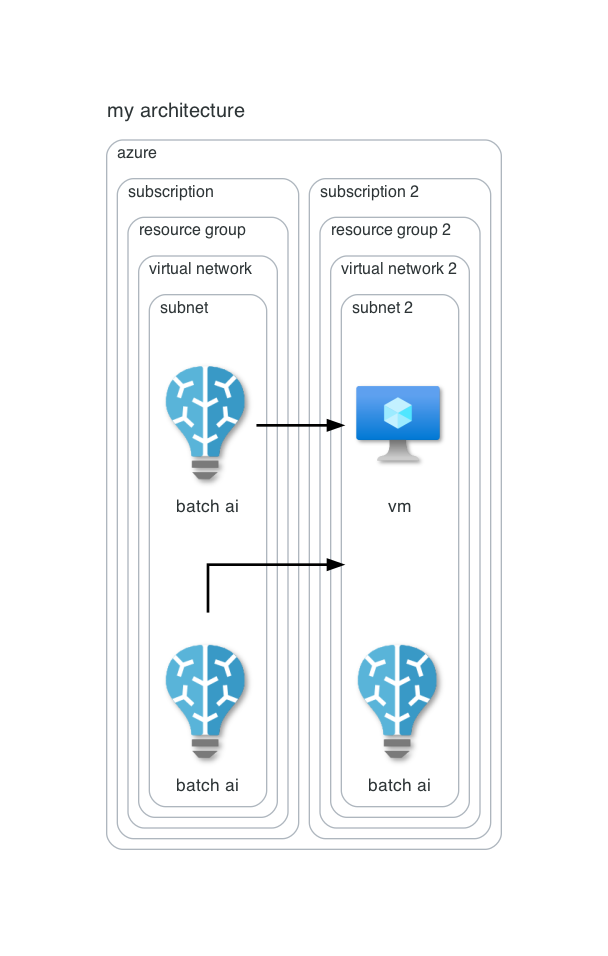 my architecture
azure
subscription
subscription 2
resource group
resource group 2
virtual network
virtual network 2
subnet
subnet 2
batch ai
vm
batch ai
batch ai